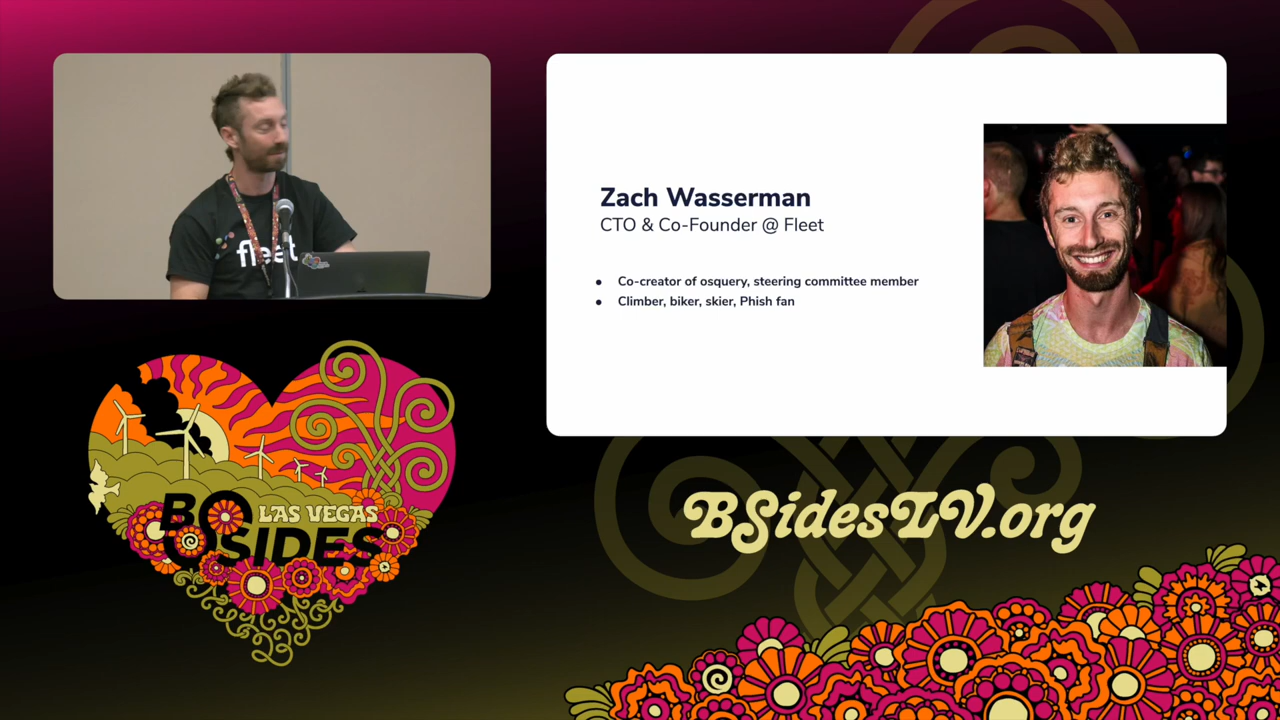 fleet
Zach Wasserman
CTO & Co-Founder @ Fleet
● Co-creator of osquery, steering committee member
● Climber, biker, skier, Phish fan
LAS VEGAS
BSIDES
BSidesLV.org